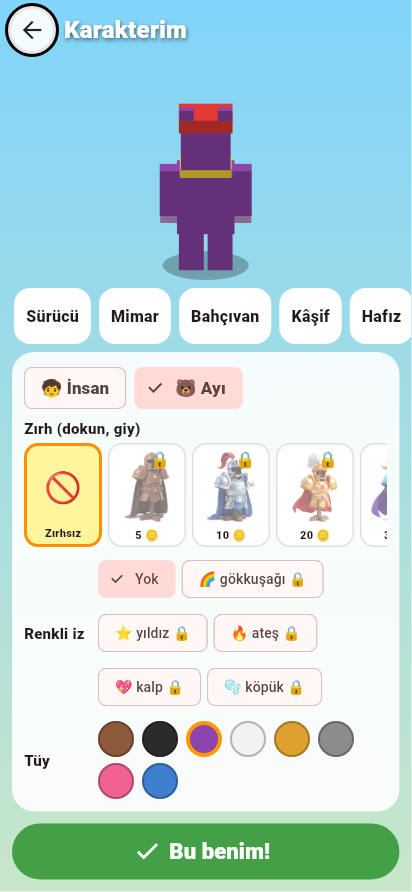 Karakterim
Sürücü Mimar Bahçıvan Kâşif Hafız
İnsan Ayı
Zırh (dokun, giy)
Zırhsız 5 10 20
Yok gökkuşağı
Renkli iz yıldız ateş
kalp köpük
Tüy
Bu benim!